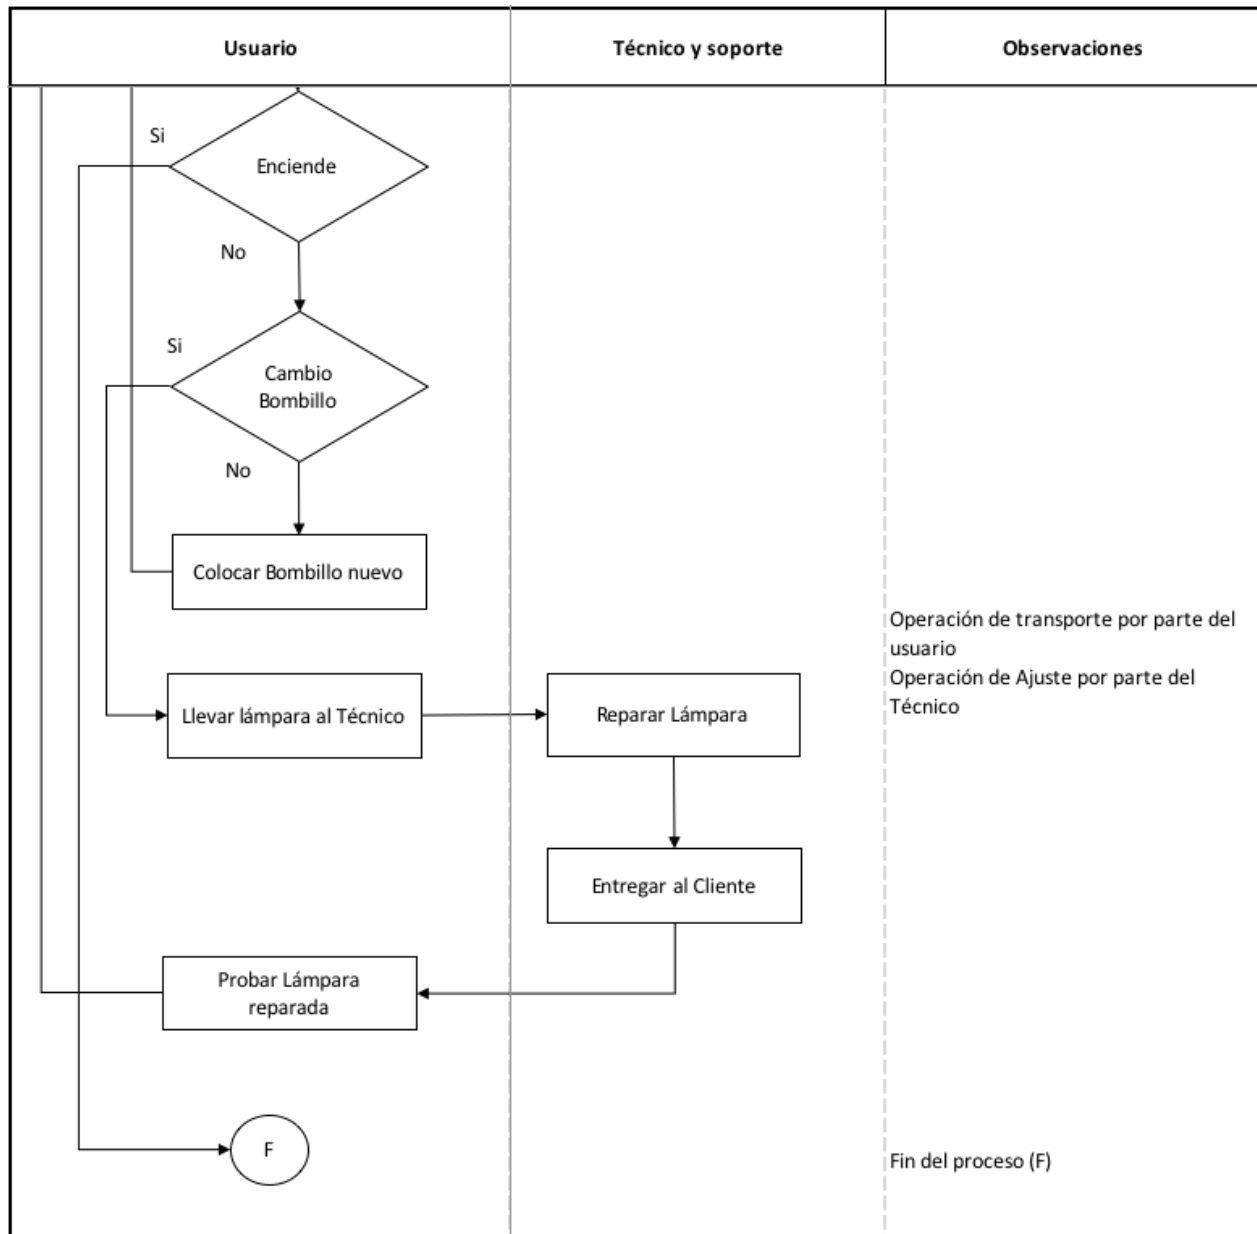 Usuario
Técnico y soporte
Observaciones
Si
Enciende
No
Si
Cambio
Bombillo
No
Colocar Bombillo nuevo
Operación de transporte por parte del
usuario
Operación de Ajuste por parte del
Técnico
Llevar lámpara al Técnico
Reparar Lámpara
Entregar al Cliente
Probar Lámpara
reparada
F
Fin del proceso (F)